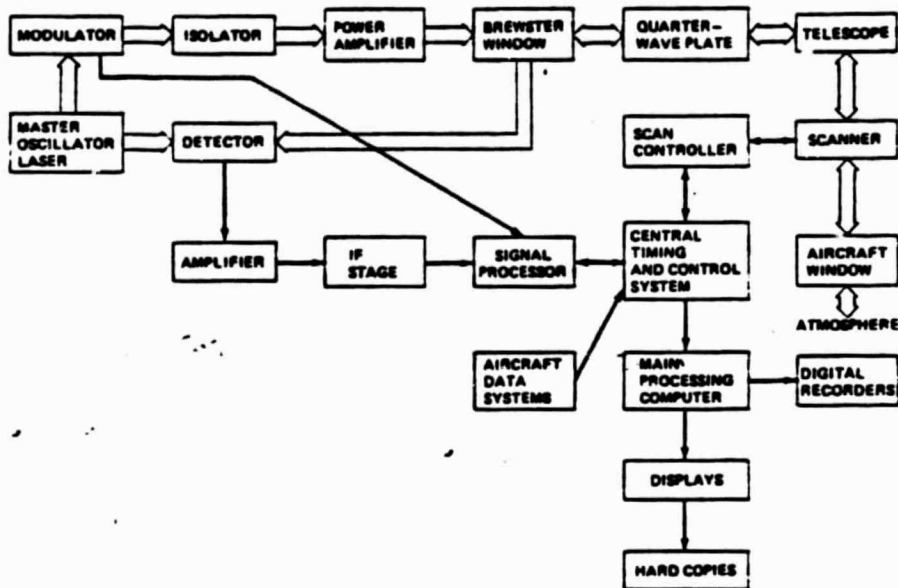 MODULATOR
ISOLATOR
POWER
AMPLIFIER
BREWSTER
WINDOW
QUARTER-
WAVE PLATE
TELESCOPE
MASTER
OSCILLATOR
LASER
DETECTOR
SCAN
CONTROLLER
SCANNER
AMPLIFIER
IF
STAGE
SIGNAL
PROCESSOR
CENTRAL
TIMING
AND CONTROL
SYSTEM
AIRCRAFT
WINDOW
ATMOSPHERE
AIRCRAFT
DATA
SYSTEMS
MAIN
PROCESSING
COMPUTER
DIGITAL
RECORDERS
DISPLAYS
HARD COPIES